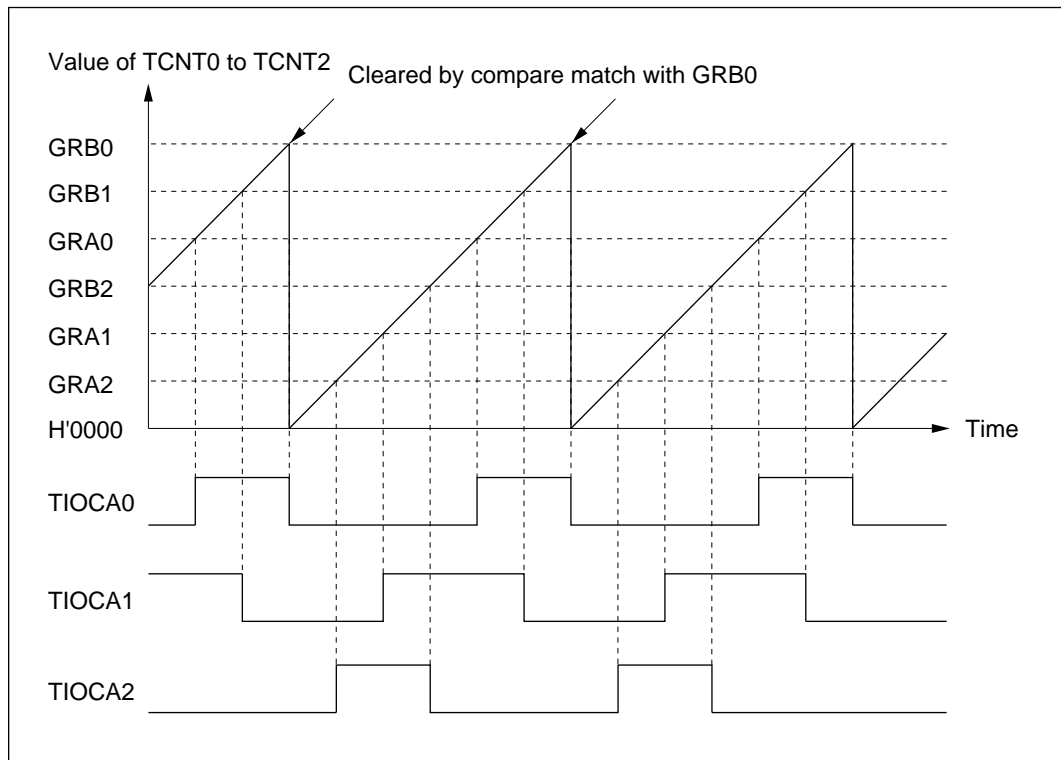 Value of TCNT0 to TCNT2
Cleared by compare match with GRB0
GRB0
GRB1
GRA0
GRB2
GRA1
GRA2
H'0000
Time
TIOCA0
TIOCA1
TIOCA2